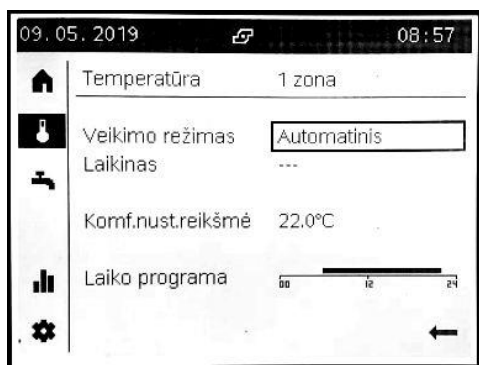 09.05.2019 08:57
Temperatūra 1 zona
Veikimo režimas Automatinis
Laikinas ---
Komf.nust.reikšmė 22.0°C
Laiko programa
00 12 24